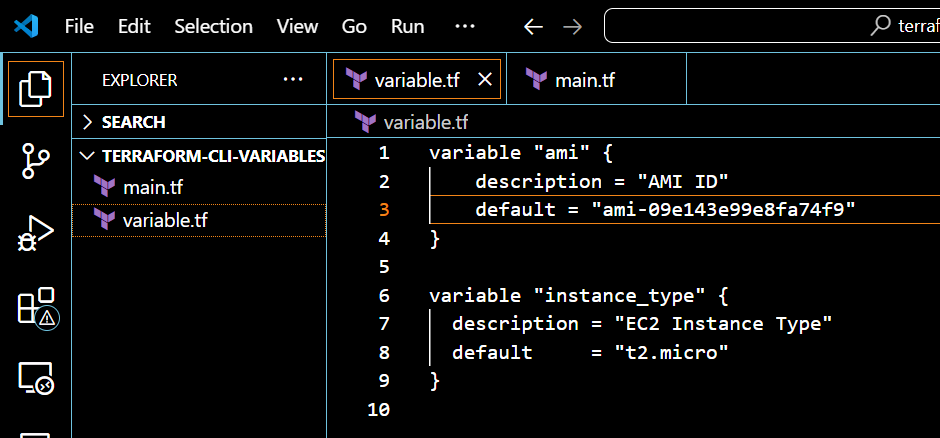 File Edit Selection View Go Run ···
terraf
EXPLORER ···
SEARCH
TERRAFORM-CLI-VARIABLES
main.tf
variable.tf
variable.tf
main.tf
variable.tf
1 variable "ami" {
2 description = "AMI ID"
3 default = "ami-09e143e99e8fa74f9"
4 }
5
6 variable "instance_type" {
7 description = "EC2 Instance Type"
8 default     = "t2.micro"
9 }
10